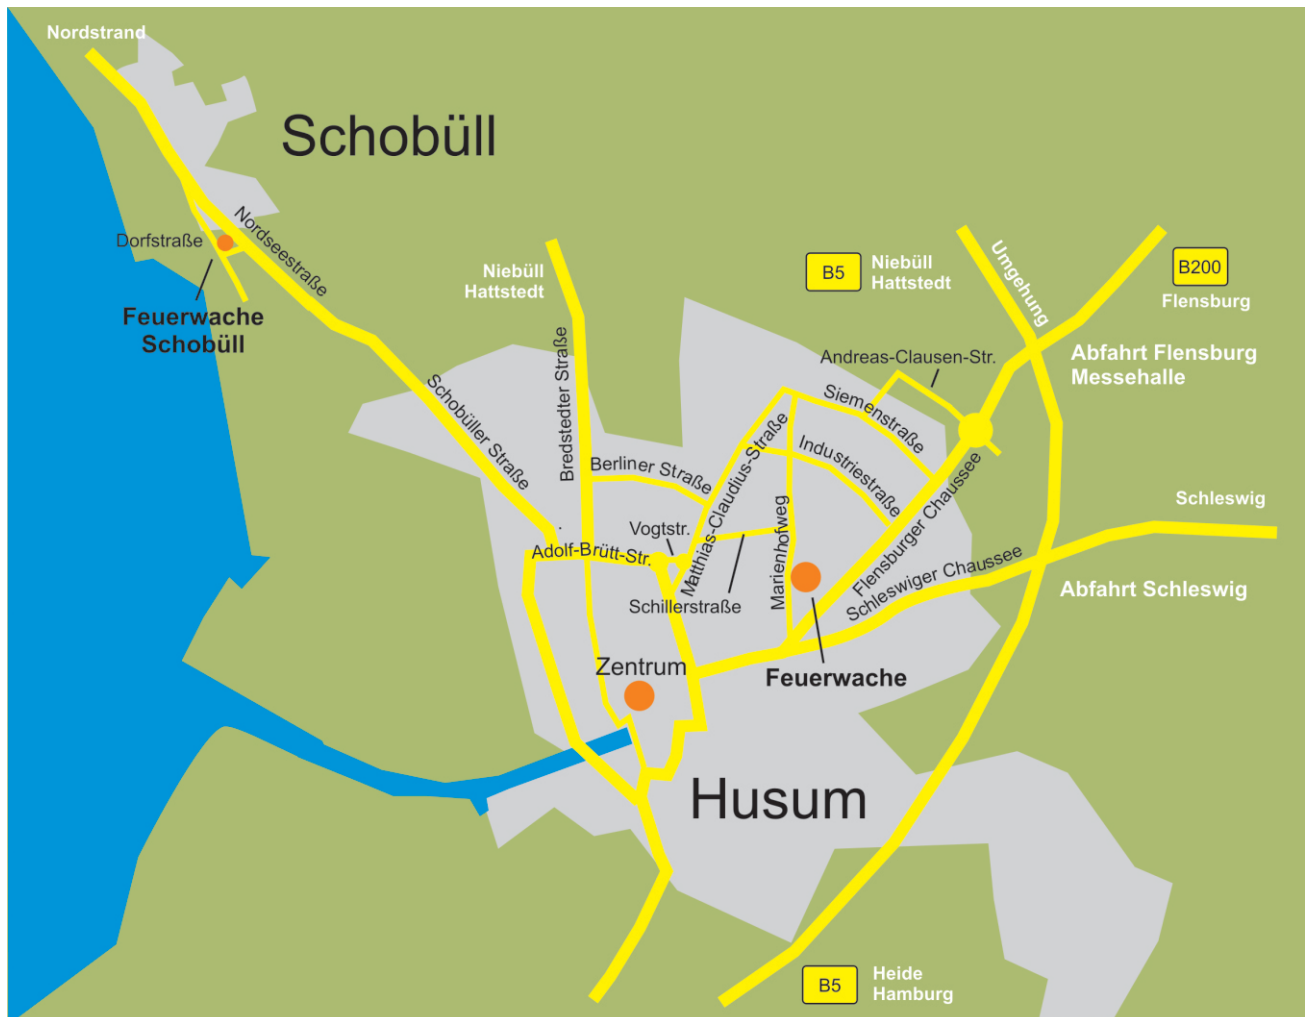 Nordstrand
Schobüll
Dorfstraße
Nordseestraße
Feuerwache
Schobüll
Niebüll
Hattstedt
B5
Niebüll
Hattstedt
Umgehung
B200
Flensburg
Abfahrt Flensburg
Messehalle
Andreas-Clausen-Str.
Siemenstraße
Schobüller Straße
Bredstedter Straße
Berliner Straße
Matthias-Claudius-Straße
Industriestraße
Marienhofweg
Flensburger Chaussee
Schleswig
Vogtstr.
Adolf-Brütt-Str.
Schleswiger Chaussee
Abfahrt Schleswig
Schillerstraße
Zentrum
Feuerwache
Husum
B5
Heide
Hamburg